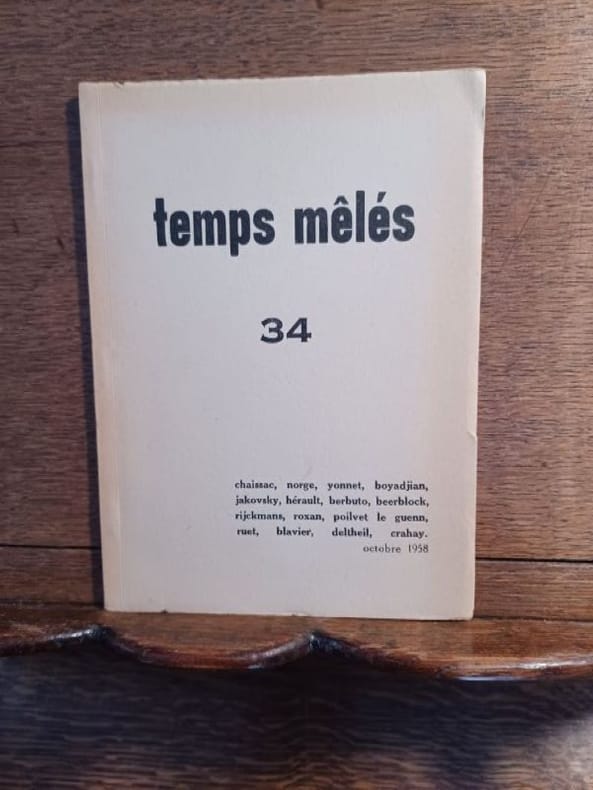 temps mêlés
34
chaissac, norge, yonnet, boyadjian,
jakovsky, hérault, berbuto, beerblock,
rijckmans, roxan, poilvet le guenn,
ruet, blavier, deltheil, crahay.
octobre 1958